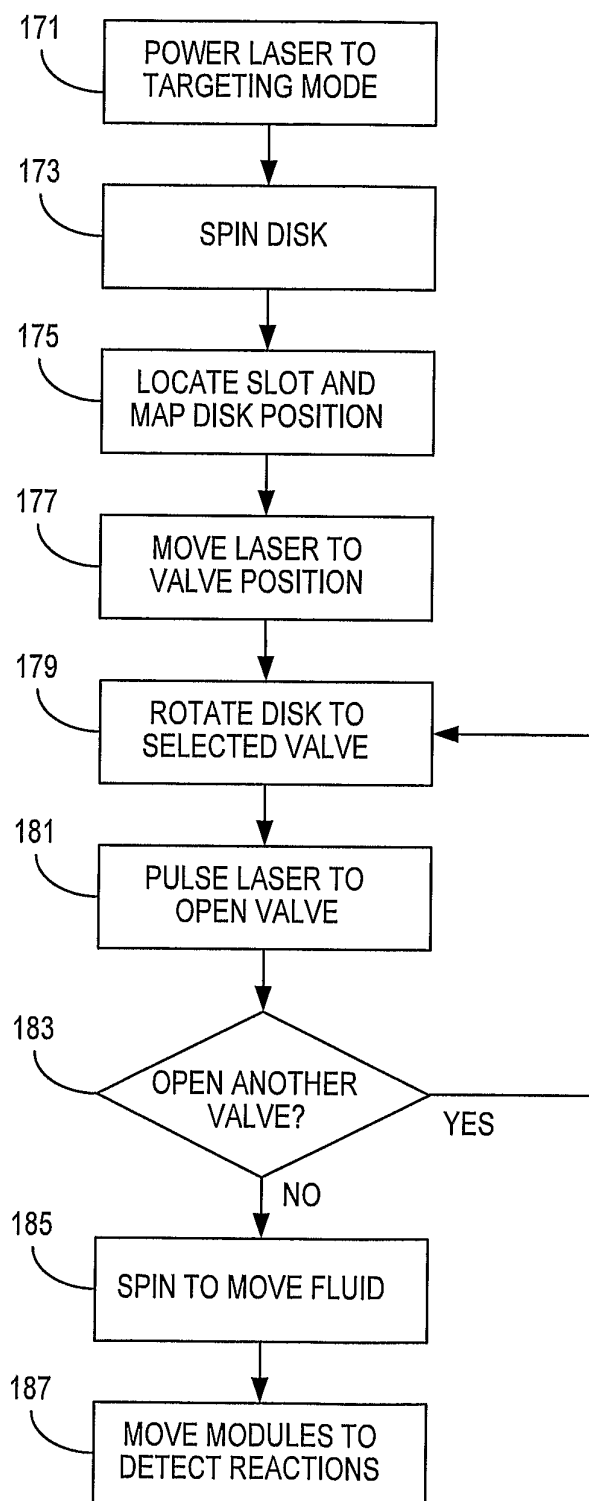 171
POWER LASER TO
TARGETING MODE
173
SPIN DISK
175
LOCATE SLOT AND
MAP DISK POSITION
177
MOVE LASER TO
VALVE POSITION
179
ROTATE DISK TO
SELECTED VALVE
181
PULSE LASER TO
OPEN VALVE
183
OPEN ANOTHER
VALVE?
YES
NO
185
SPIN TO MOVE FLUID
187
MOVE MODULES TO
DETECT REACTIONS